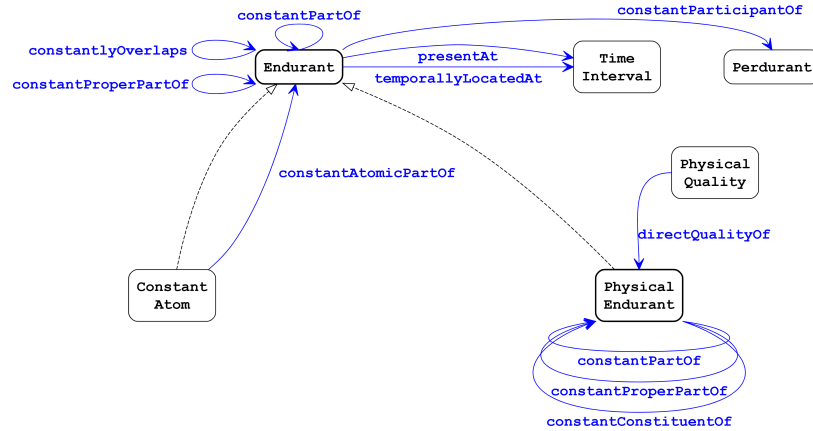 constantParticipantOf
constantPartOf
constantlyOverlaps
Endurant
presentAt
temporallyLocatedAt
Time
Interval
Perdurant
constantProperPartOf
constantAtomicPartOf
Physical
Quality
directQualityOf
Constant
Atom
Physical
Endurant
constantPartOf
constantProperPartOf
constantConstituentOf